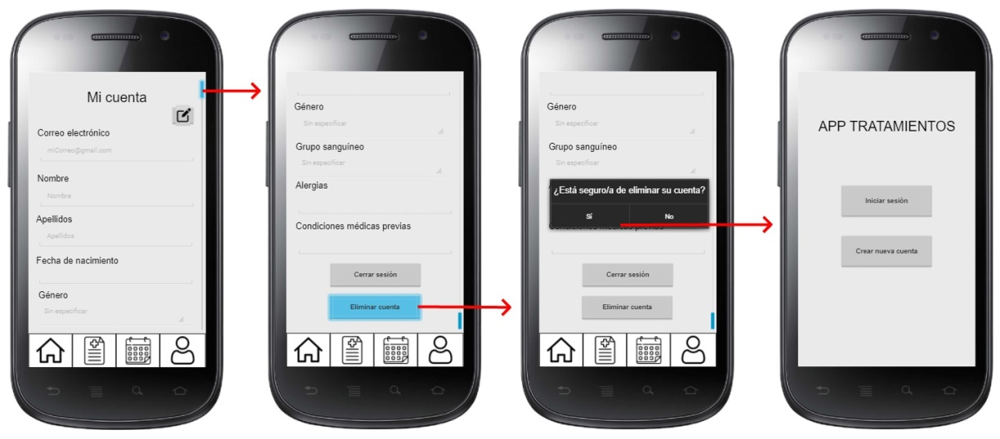 Mi cuenta
Correo electrónico
miCorreo@gmail.com
Nombre
Nombre
Apellidos
Apellidos
Fecha de nacimiento
Género
Sin especificar
Género
Sin especificar
Grupo sanguíneo
Sin especificar
Alergias
Condiciones médicas previas
Cerrar sesión
Eliminar cuenta
Género
Sin especificar
Grupo sanguíneo
Sin especificar
¿Está seguro/a de eliminar su cuenta?
Sí No
Condiciones médicas previas
Cerrar sesión
Eliminar cuenta
APP TRATAMIENTOS
Iniciar sesión
Crear nueva cuenta